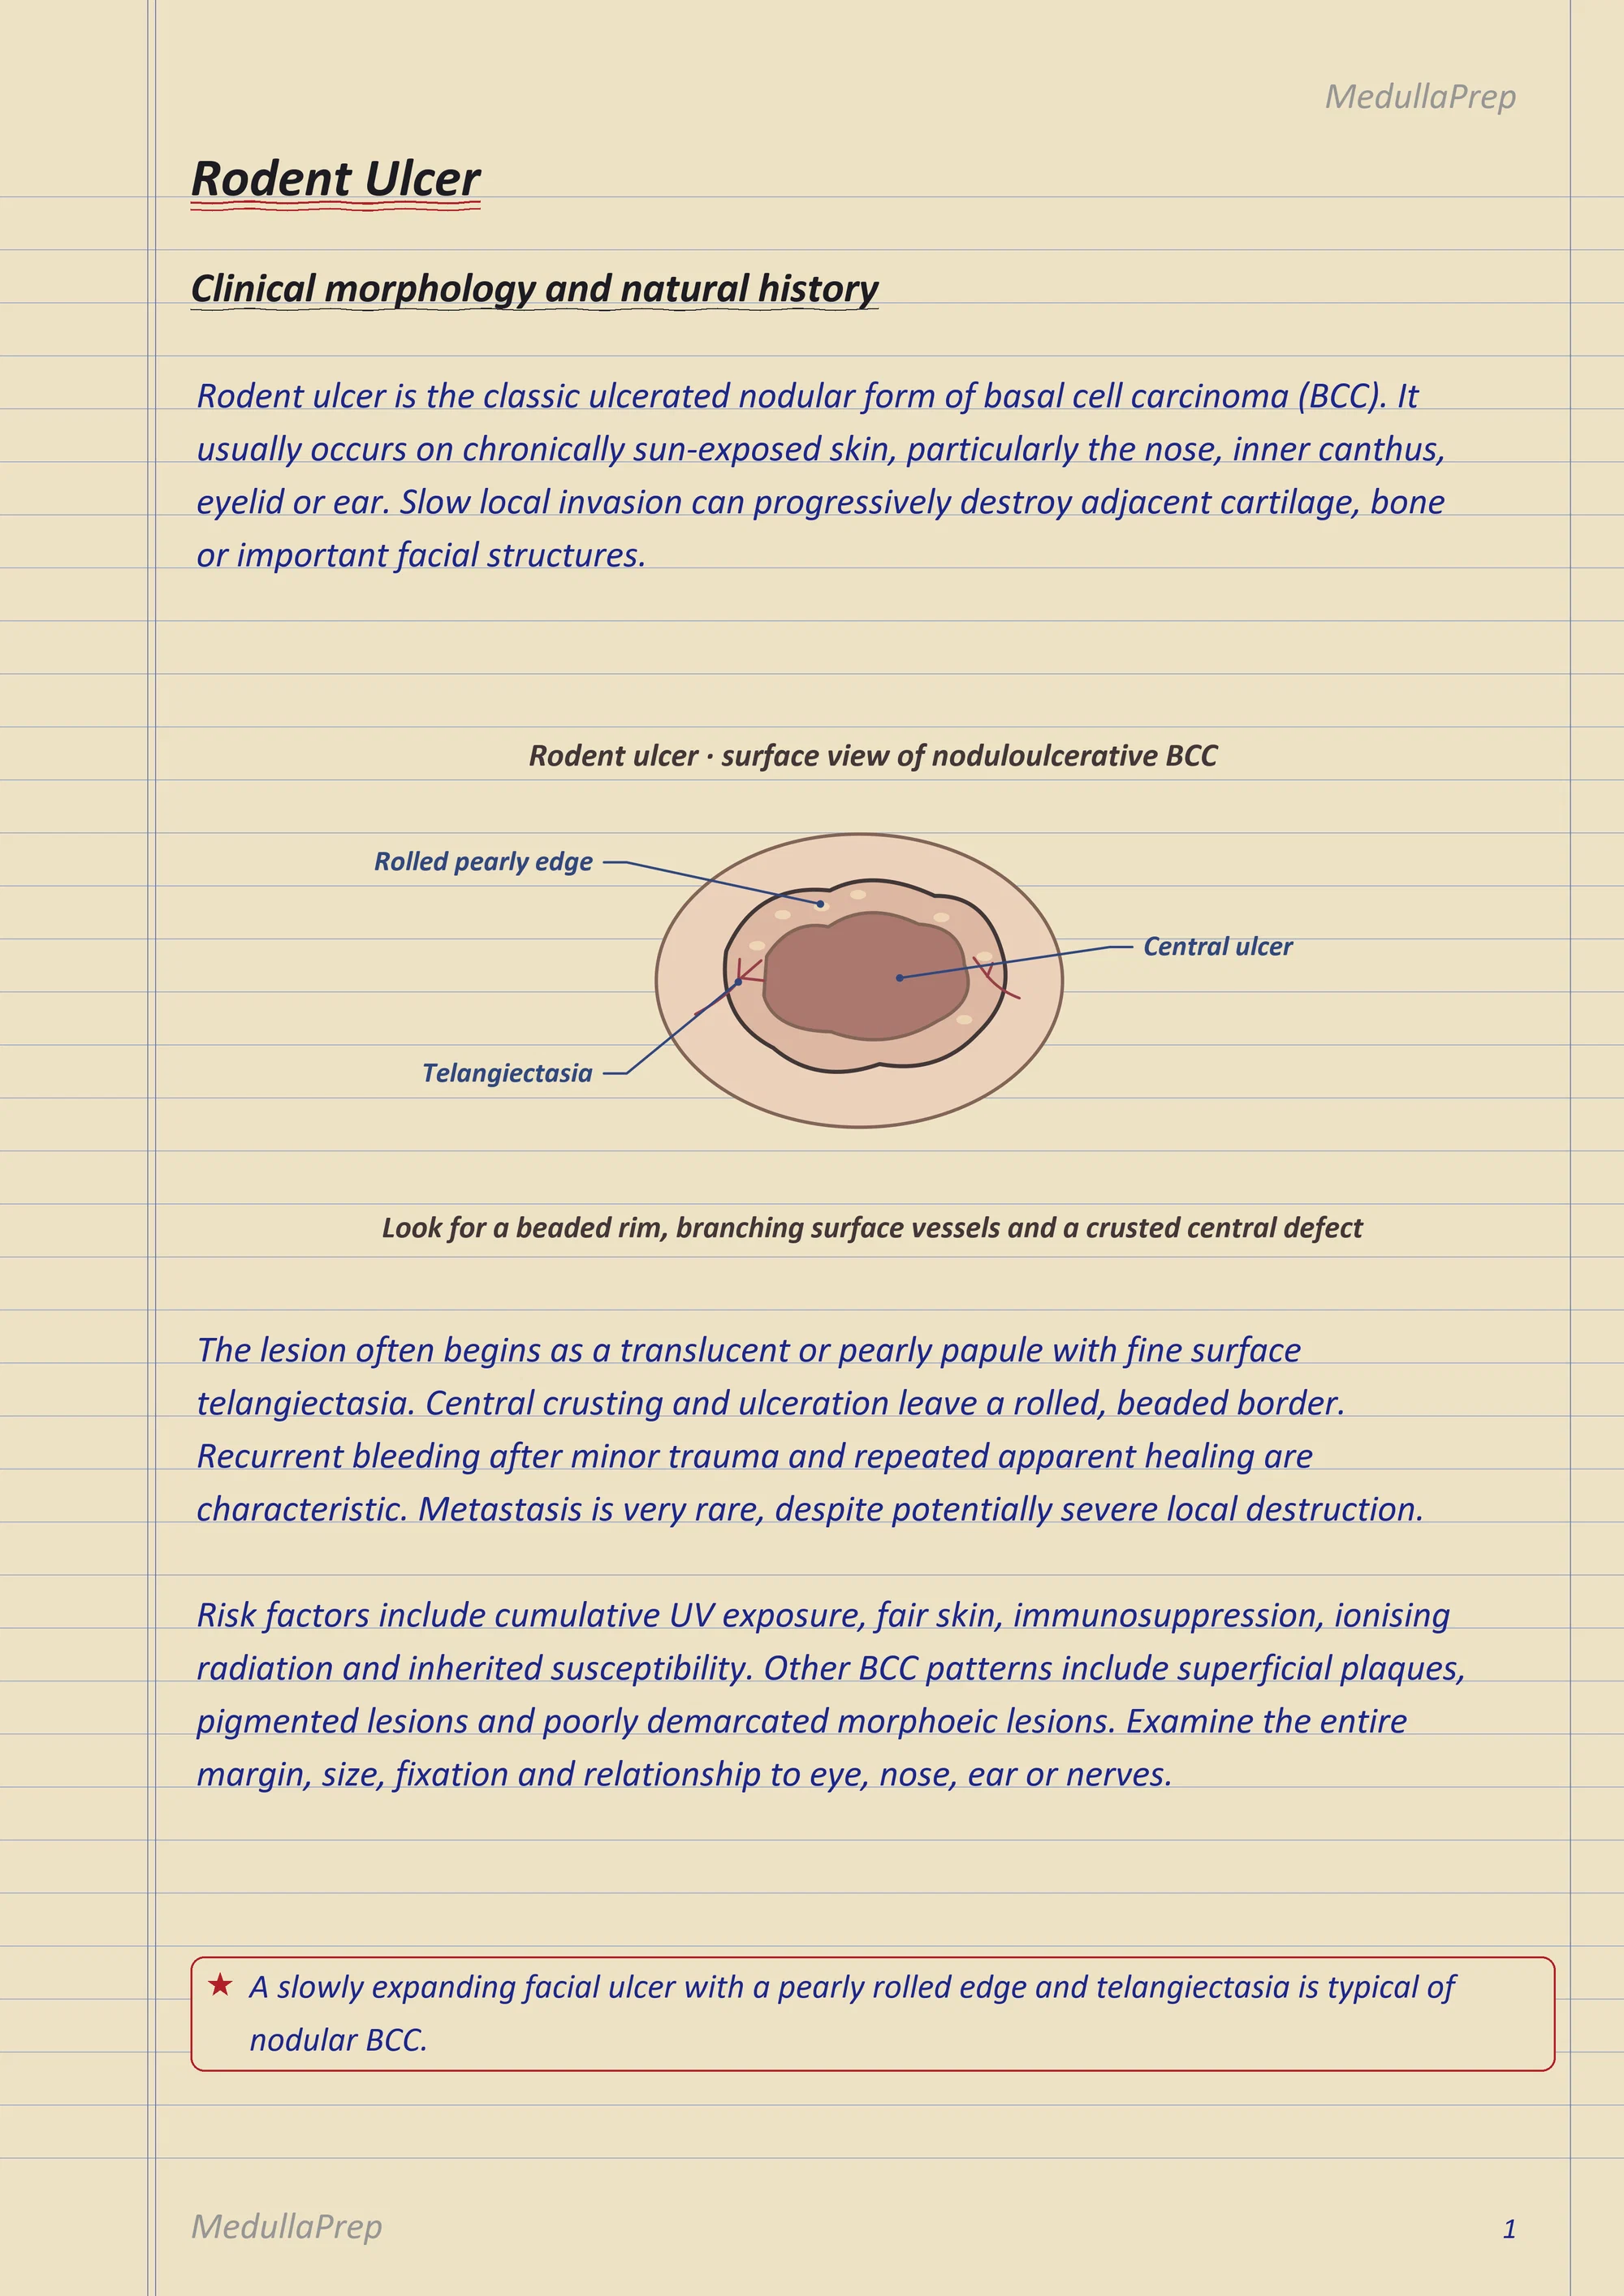 MedullaPrep
Rodent Ulcer
Clinical morphology and natural history
Rodent ulcer is the classic ulcerated nodular form of basal cell carcinoma (BCC). It
usually occurs on chronically sun-exposed skin, particularly the nose, inner canthus,
eyelid or ear. Slow local invasion can progressively destroy adjacent cartilage, bone
or important facial structures.
Rodent ulcer · surface view of noduloulcerative BCC
Rolled pearly edge
Central ulcer
Telangiectasia
Look for a beaded rim, branching surface vessels and a crusted central defect
The lesion often begins as a translucent or pearly papule with fine surface
telangiectasia. Central crusting and ulceration leave a rolled, beaded border.
Recurrent bleeding after minor trauma and repeated apparent healing are
characteristic. Metastasis is very rare, despite potentially severe local destruction.
Risk factors include cumulative UV exposure, fair skin, immunosuppression, ionising
radiation and inherited susceptibility. Other BCC patterns include superficial plaques,
pigmented lesions and poorly demarcated morphoeic lesions. Examine the entire
margin, size, fixation and relationship to eye, nose, ear or nerves.
★ A slowly expanding facial ulcer with a pearly rolled edge and telangiectasia is typical of
nodular BCC.
MedullaPrep
1